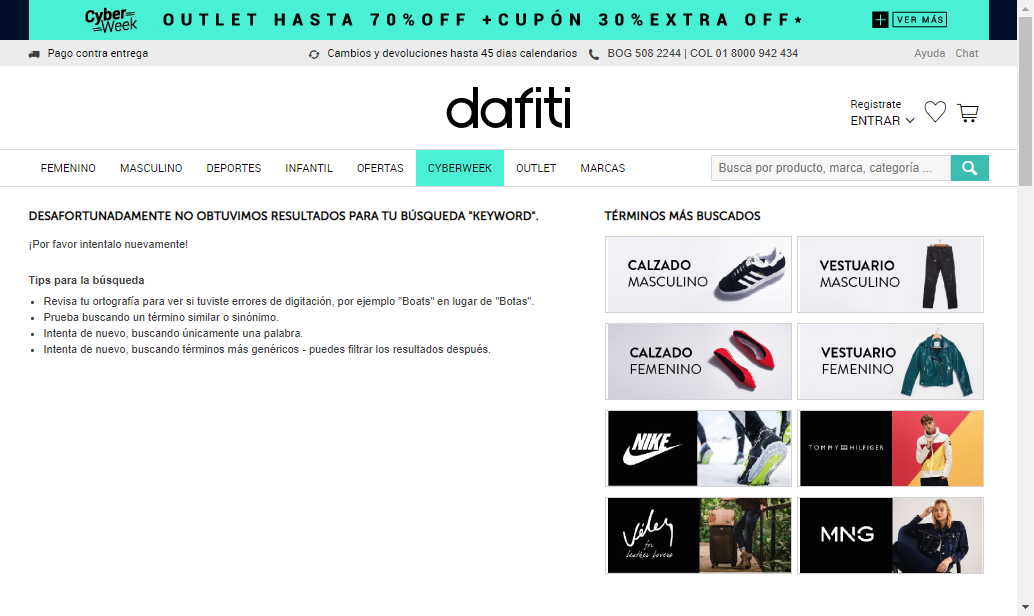 Cyber
Week
OUTLET HASTA 70%OFF +CUPÓN 30%EXTRA OFF*
+ VER MÁS
Pago contra entrega
Cambios y devoluciones hasta 45 dias calendarios
BOG 508 2244 | COL 01 8000 942 434
Ayuda
Chat
dafiti
Registrate
ENTRAR
FEMENINO
MASCULINO
DEPORTES
INFANTIL
OFERTAS
CYBERWEEK
OUTLET
MARCAS
Busca por producto, marca, categoría ...
DESAFORTUNADAMENTE NO OBTUVIMOS RESULTADOS PARA TU BÚSQUEDA "KEYWORD".
¡Por favor intentalo nuevamente!
Tips para la búsqueda
• Revisa tu ortografía para ver si tuviste errores de digitación, por ejemplo "Boats" en lugar de "Botas".
• Prueba buscando un término similar o sinónimo.
• Intenta de nuevo, buscando únicamente una palabra.
• Intenta de nuevo, buscando términos más genéricos - puedes filtrar los resultados después.
TÉRMINOS MÁS BUSCADOS
CALZADO
MASCULINO
VESTUARIO
MASCULINO
CALZADO
FEMENINO
VESTUARIO
FEMENINO
NIKE
TOMMY HILFIGER
Vélez
for
Leather Lovers
MNG